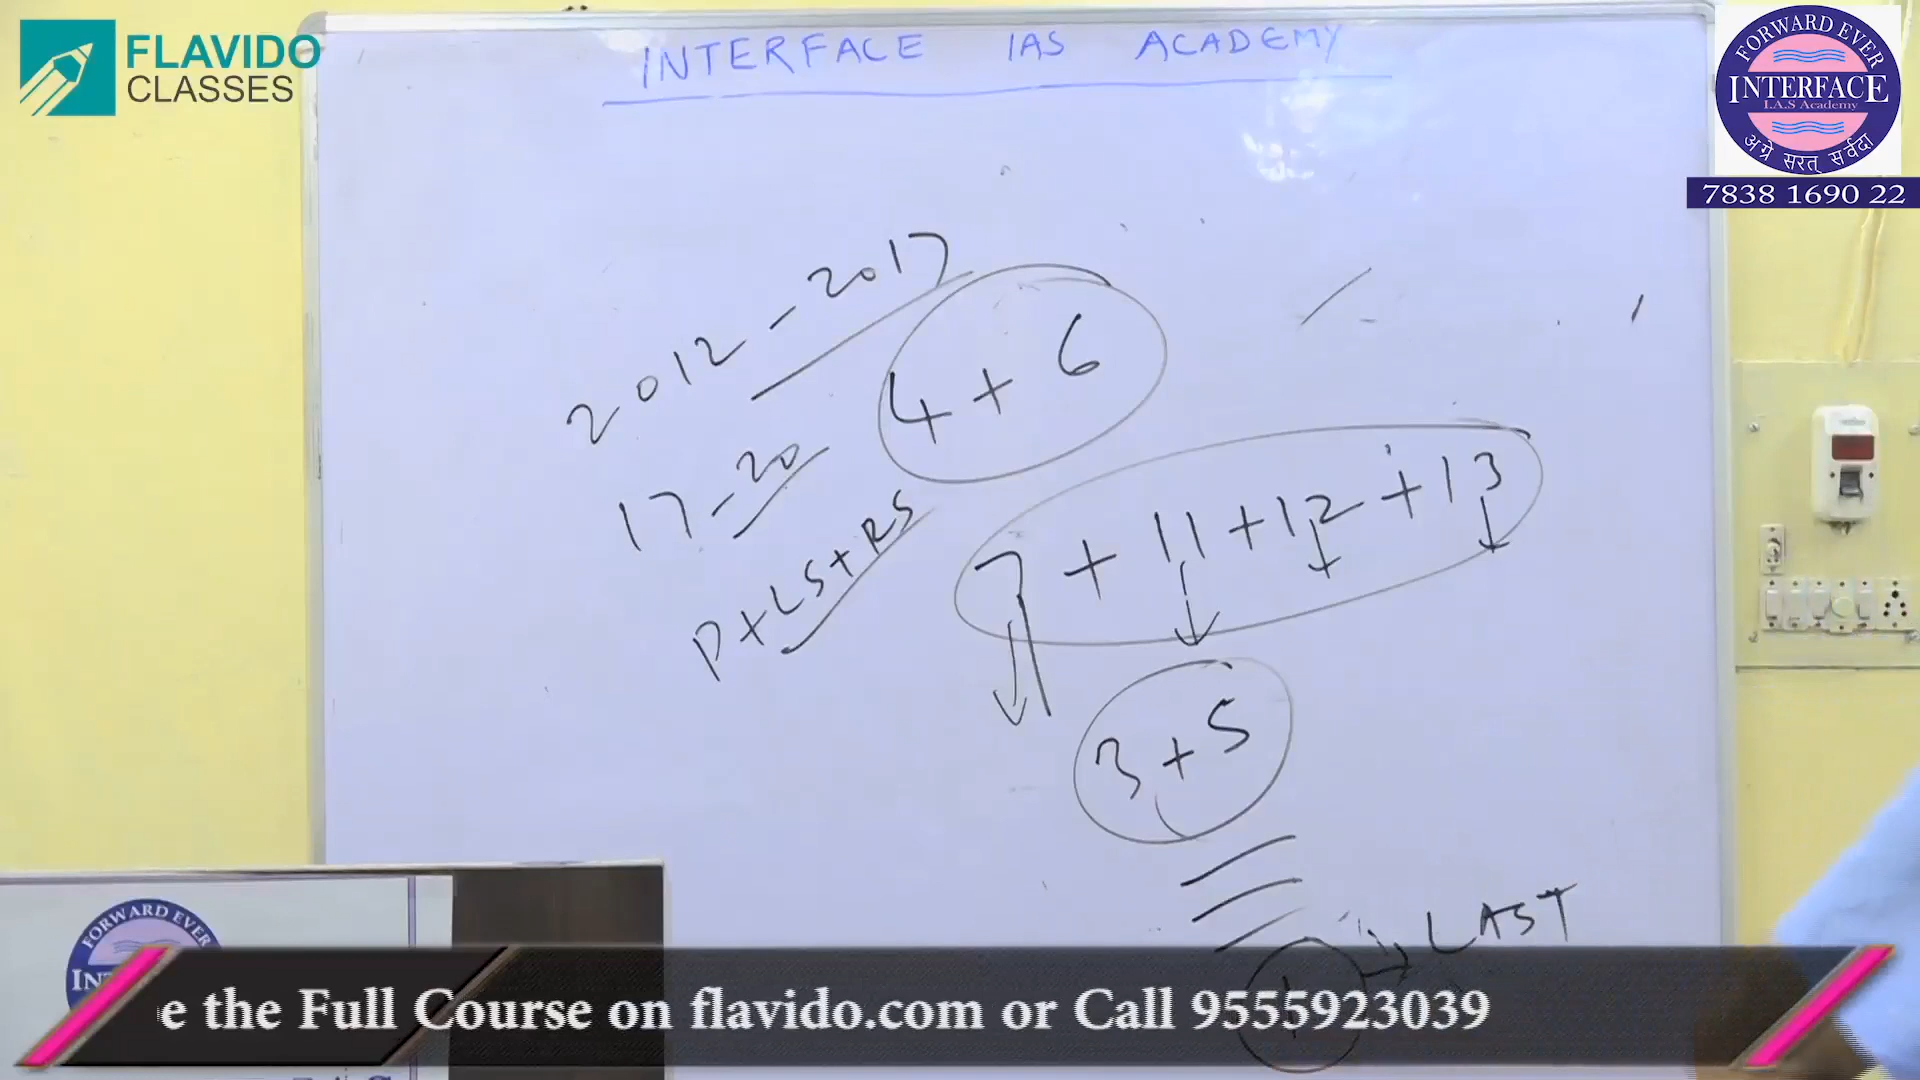 FLAVIDO
CLASSES
INTERFACE IAS ACADEMY
FORWARD EVER
INTERFACE
I.A.S Academy
अग्रे सरत् सर्वदा
7838 1690 22
2012-2017
4+6
17-20
P+LS+RS
7+11+12+13
3+5
LAST
FORWARD EVER
e the Full Course on flavido.com or Call 9555923039